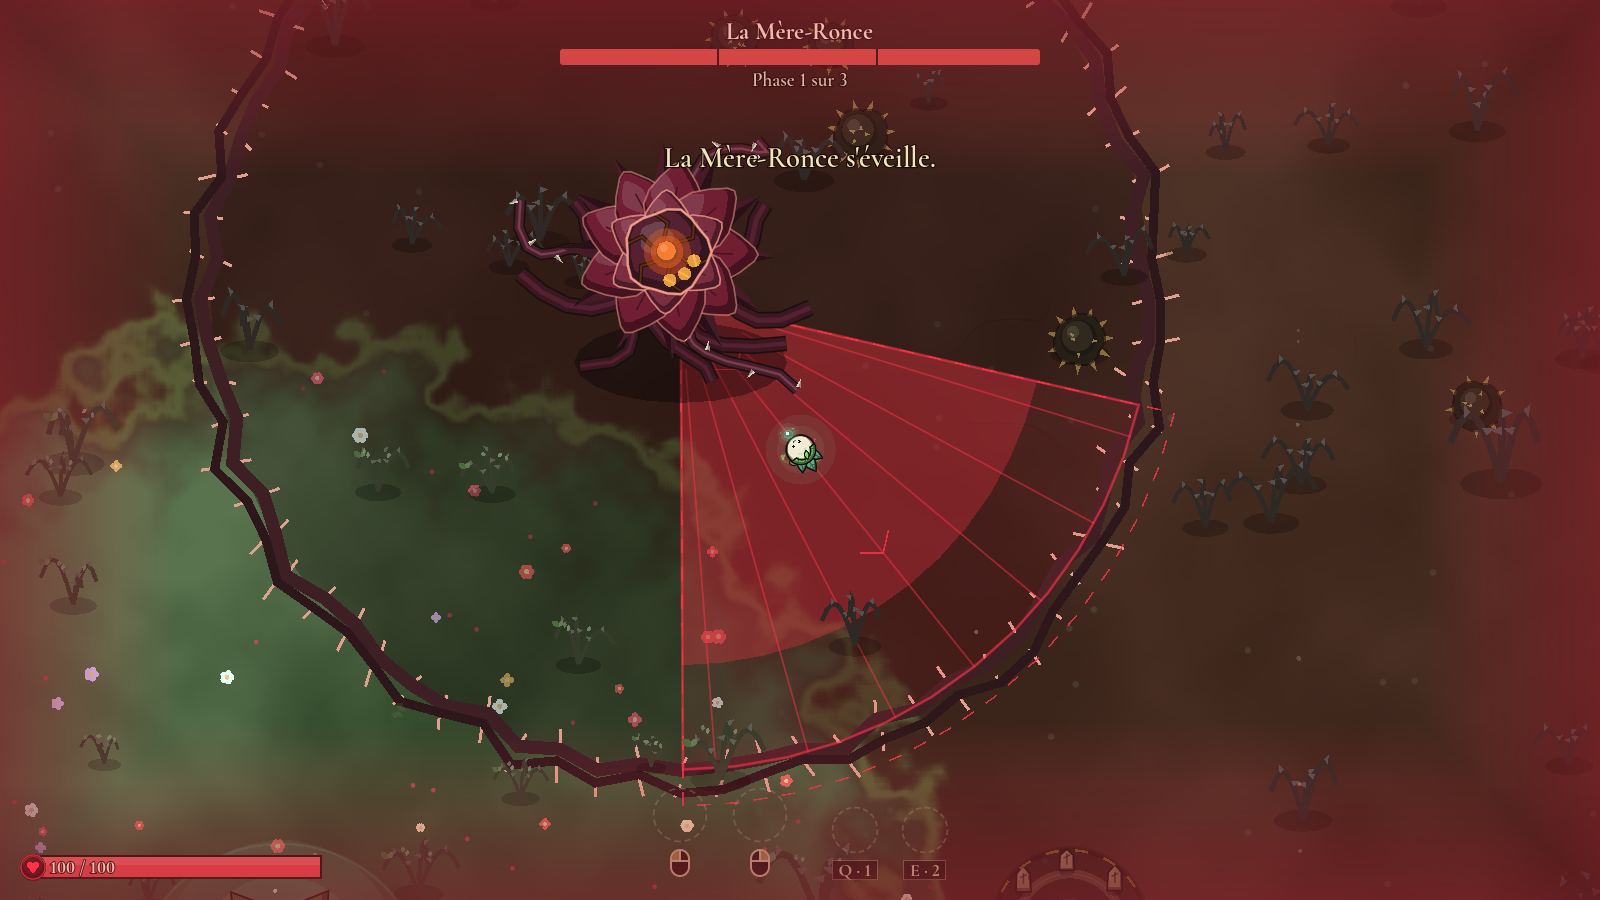 La Mère-Ronce
Phase 1 sur 3
La Mère-Ronce s'éveille.
100 / 100
Q · 1
E · 2